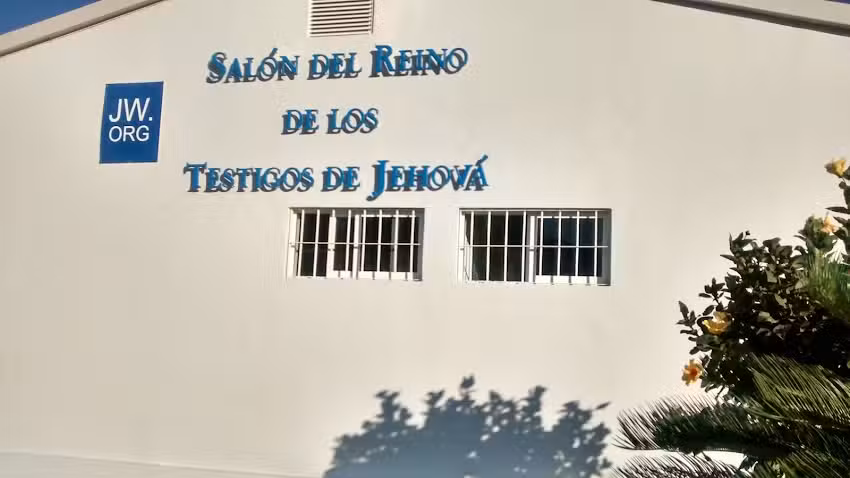 Salón del Reino
JW.
ORG
de los
Testigos de Jehová